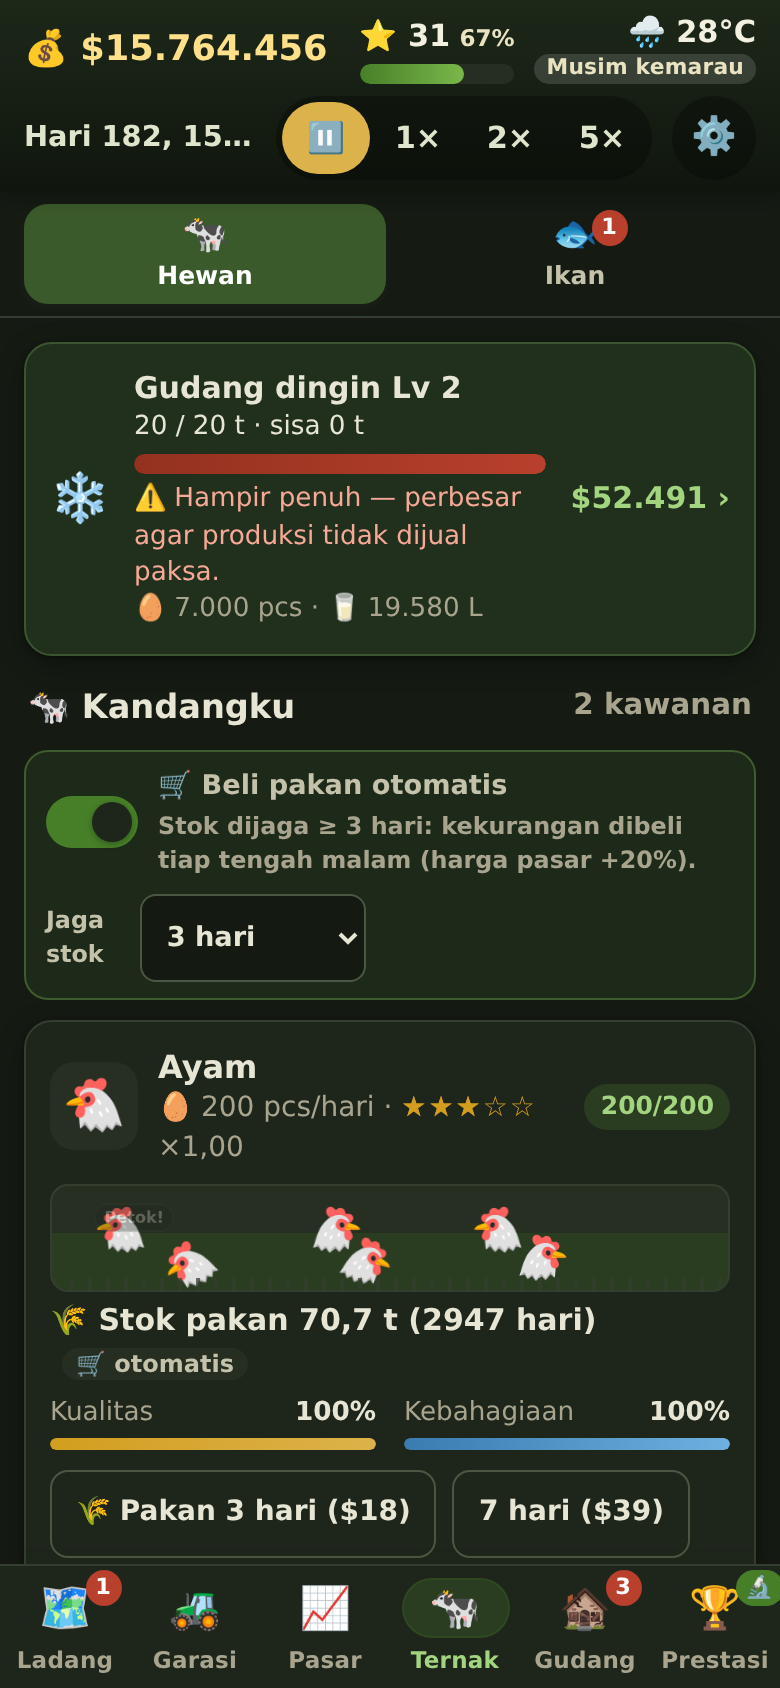 $15.764.456
31 67%
28°C
Musim kemarau
Hari 182, 15...
1×
2×
5×
Hewan
1
Ikan
Gudang dingin Lv 2
20 / 20 t · sisa 0 t
⚠️ Hampir penuh — perbesar
agar produksi tidak dijual
paksa.
7.000 pcs · 19.580 L
$52.491 ›
Kandangku
2 kawanan
Beli pakan otomatis
Stok dijaga ≥ 3 hari: kekurangan dibeli
tiap tengah malam (harga pasar +20%).
Jaga
stok
3 hari
Ayam
200 pcs/hari · ★★★☆☆
×1,00
200/200
Petok!
Stok pakan 70,7 t (2947 hari)
otomatis
Kualitas 100%
Kebahagiaan 100%
Pakan 3 hari ($18)
7 hari ($39)
1
Ladang
Garasi
Pasar
Ternak
3
Gudang
Prestasi